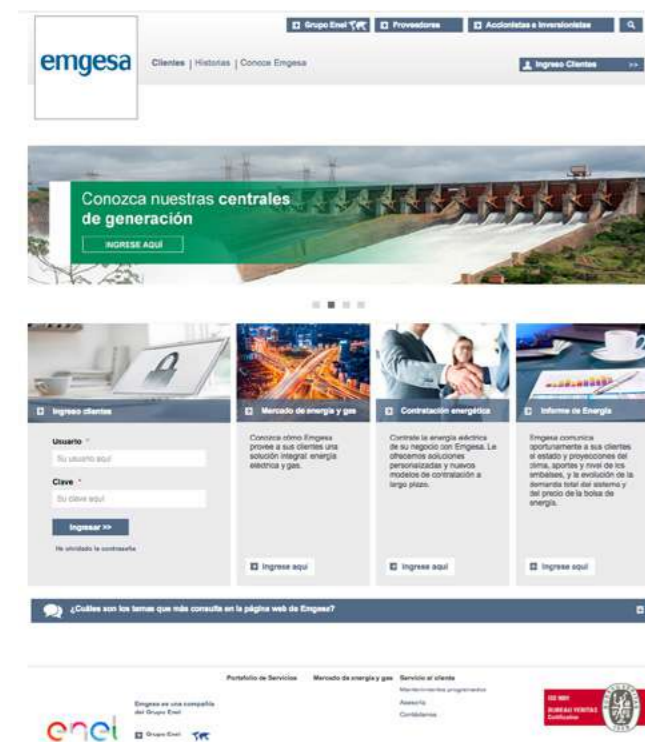 Grupo Enel
Proveedores
Accionistas e Inversionistas
emgesa
Clientes | Historias | Conoce Emgesa
Ingreso Clientes >>
Conozca nuestras centrales
de generación
INGRESE AQUÍ
Ingreso clientes
Usuario *
Su usuario aquí
Clave *
Su clave aquí
Ingresar >>
He olvidado la contraseña
Mercado de energía y gas
Conozca cómo Emgesa
provee a sus clientes una
solución integral: energía
eléctrica y gas.
Ingrese aquí
Contratación energética
Contrate la energía eléctrica
de su negocio con Emgesa. Le
ofrecemos soluciones
personalizadas y nuevos
modelos de contratación a
largo plazo.
Ingrese aquí
Informe de Energía
Emgesa comunica
oportunamente a sus clientes
el estado y proyecciones del
clima, aportes y nivel de los
embalses, y la evolución de la
demanda total del sistema y
del precio de la bolsa de
energía.
Ingrese aquí
¿Cuáles son los temas que más consulta en la página web de Emgesa?
enel
Emgesa es una compañía
del Grupo Enel
Grupo Enel
Portafolio de Servicios
Mercado de energía y gas
Servicio al cliente
Mantenimientos programados
Asesoría
Contáctenos
ISO 9001
BUREAU VERITAS
Certification